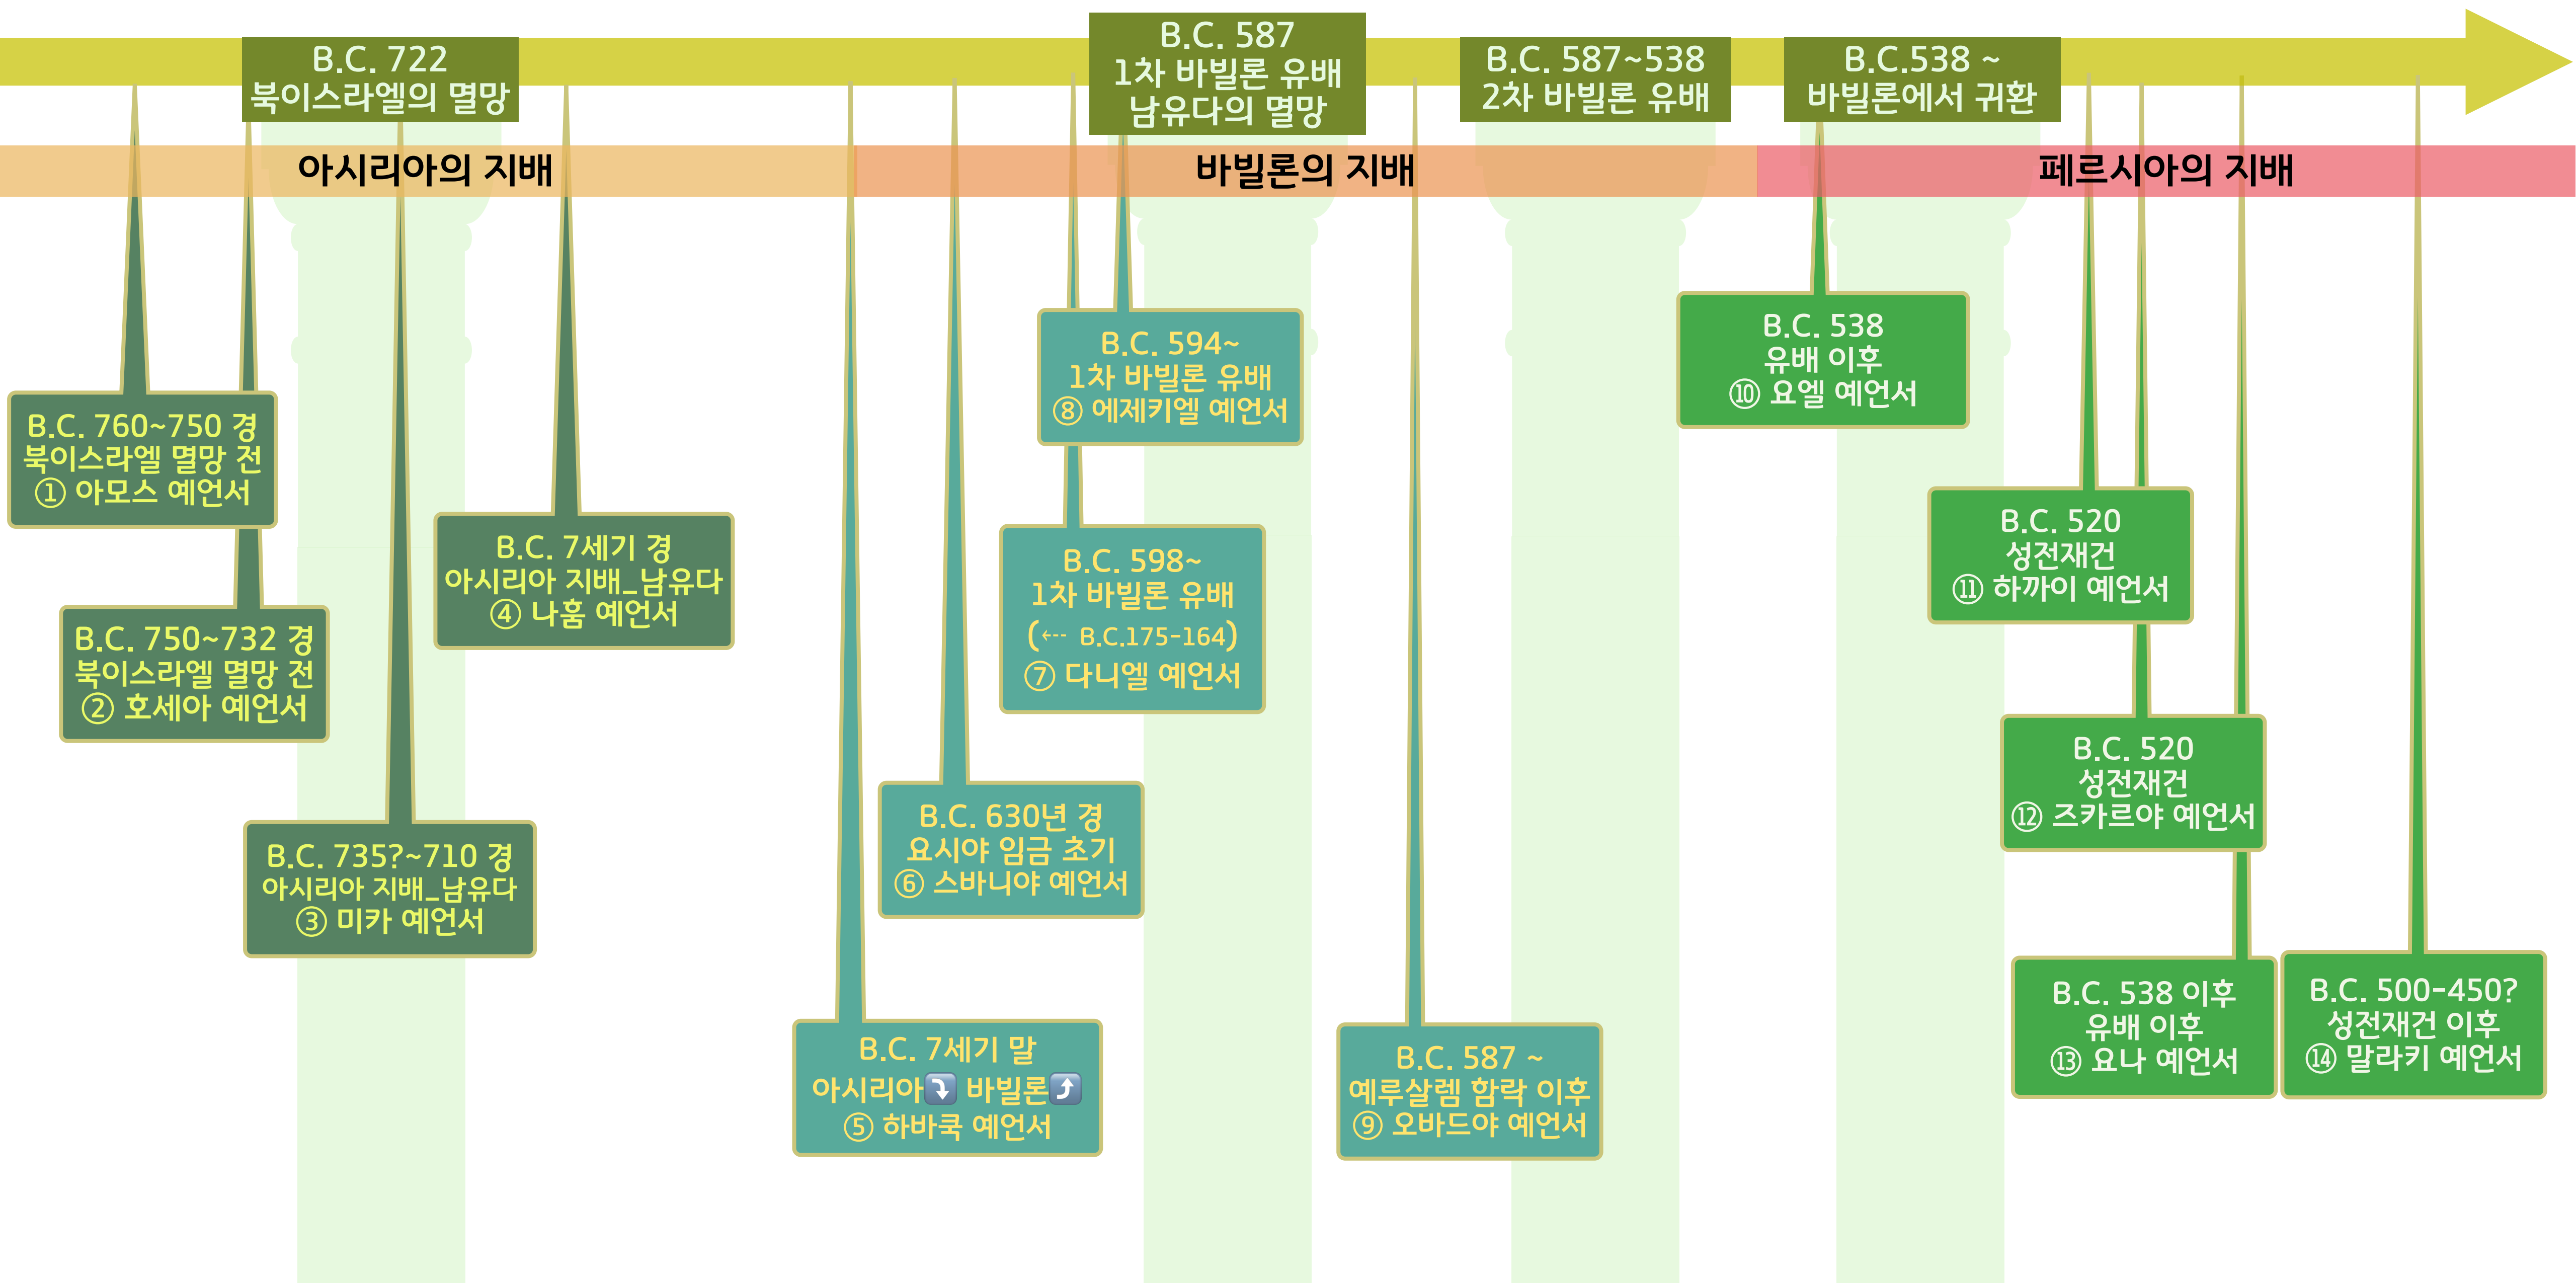 B.C. 722
북이스라엘의 멸망
B.C. 587
1차 바빌론 유배
남유다의 멸망
B.C. 587~538
2차 바빌론 유배
B.C.538 ~
바빌론에서 귀환
아시리아의 지배
바빌론의 지배
페르시아의 지배
B.C. 760~750 경
북이스라엘 멸망 전
① 아모스 예언서
B.C. 750~732 경
북이스라엘 멸망 전
② 호세아 예언서
B.C. 735?~710 경
아시리아 지배_남유다
③ 미카 예언서
B.C. 7세기 경
아시리아 지배_남유다
④ 나훔 예언서
B.C. 7세기 말
아시리아⤵️ 바빌론⤴️
⑤ 하바쿡 예언서
B.C. 630년 경
요시야 임금 초기
⑥ 스바니야 예언서
B.C. 598~
1차 바빌론 유배
(⇠ B.C.175-164)
⑦ 다니엘 예언서
B.C. 594~
1차 바빌론 유배
⑧ 에제키엘 예언서
B.C. 587 ~
예루살렘 함락 이후
⑨ 오바드야 예언서
B.C. 538
유배 이후
⑩ 요엘 예언서
B.C. 520
성전재건
⑪ 하까이 예언서
B.C. 520
성전재건
⑫ 즈카르야 예언서
B.C. 538 이후
유배 이후
⑬ 요나 예언서
B.C. 500-450?
성전재건 이후
⑭ 말라키 예언서